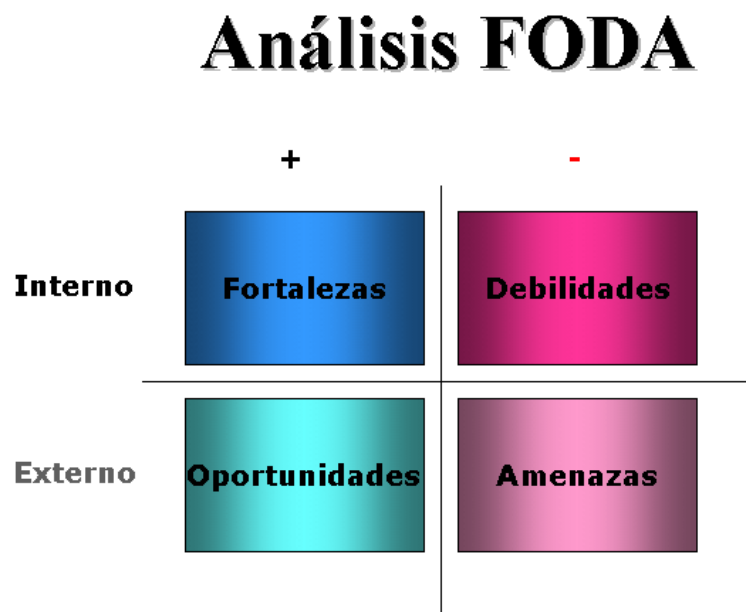 Análisis FODA
+ -
Interno Fortalezas Debilidades
Externo Oportunidades Amenazas